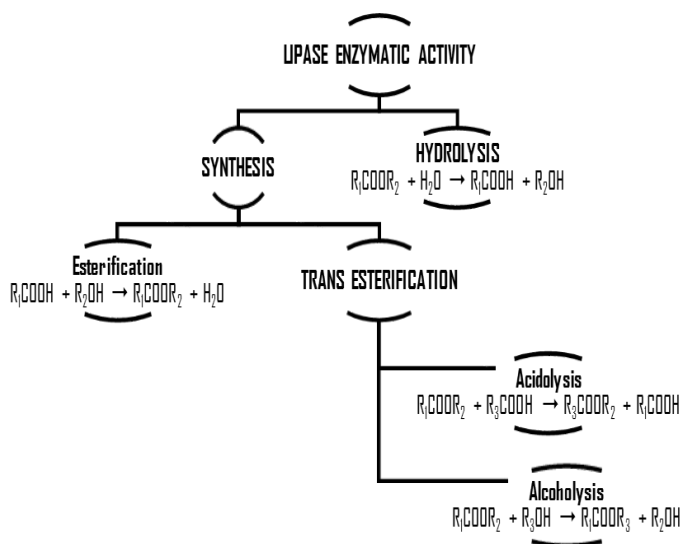 LIPASE ENZYMATIC ACTIVITY
SYNTHESIS
HYDROLYSIS
R₁COOR₂ + H₂O → R₁COOH + R₂OH
Esterification
R₁COOH + R₂OH → R₁COOR₂ + H₂O
TRANS ESTERIFICATION
Acidolysis
R₁COOR₂ + R₃COOH → R₃COOR₂ + R₁COOH
Alcoholysis
R₁COOR₂ + R₃OH → R₁COOR₃ + R₂OH